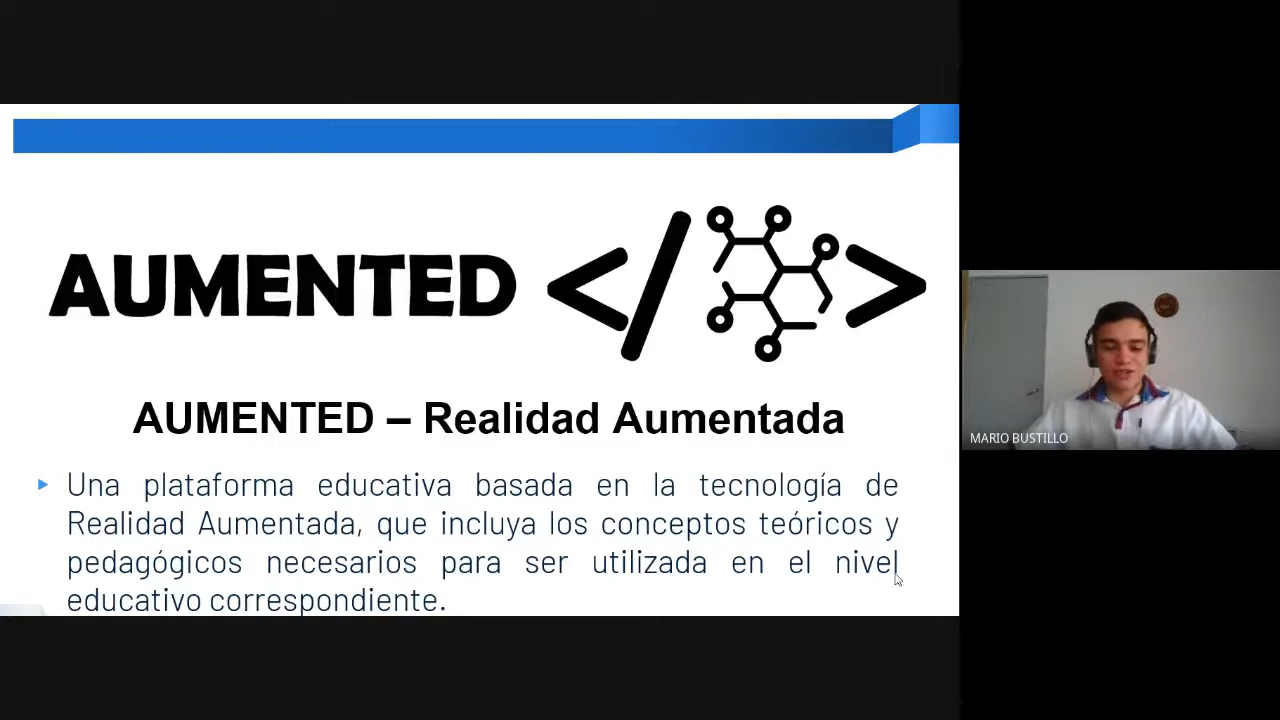 AUMENTED
AUMENTED – Realidad Aumentada
Una plataforma educativa basada en la tecnología de
Realidad Aumentada, que incluya los conceptos teóricos y
pedagógicos necesarios para ser utilizada en el nivel
educativo correspondiente.
MARIO BUSTILLO